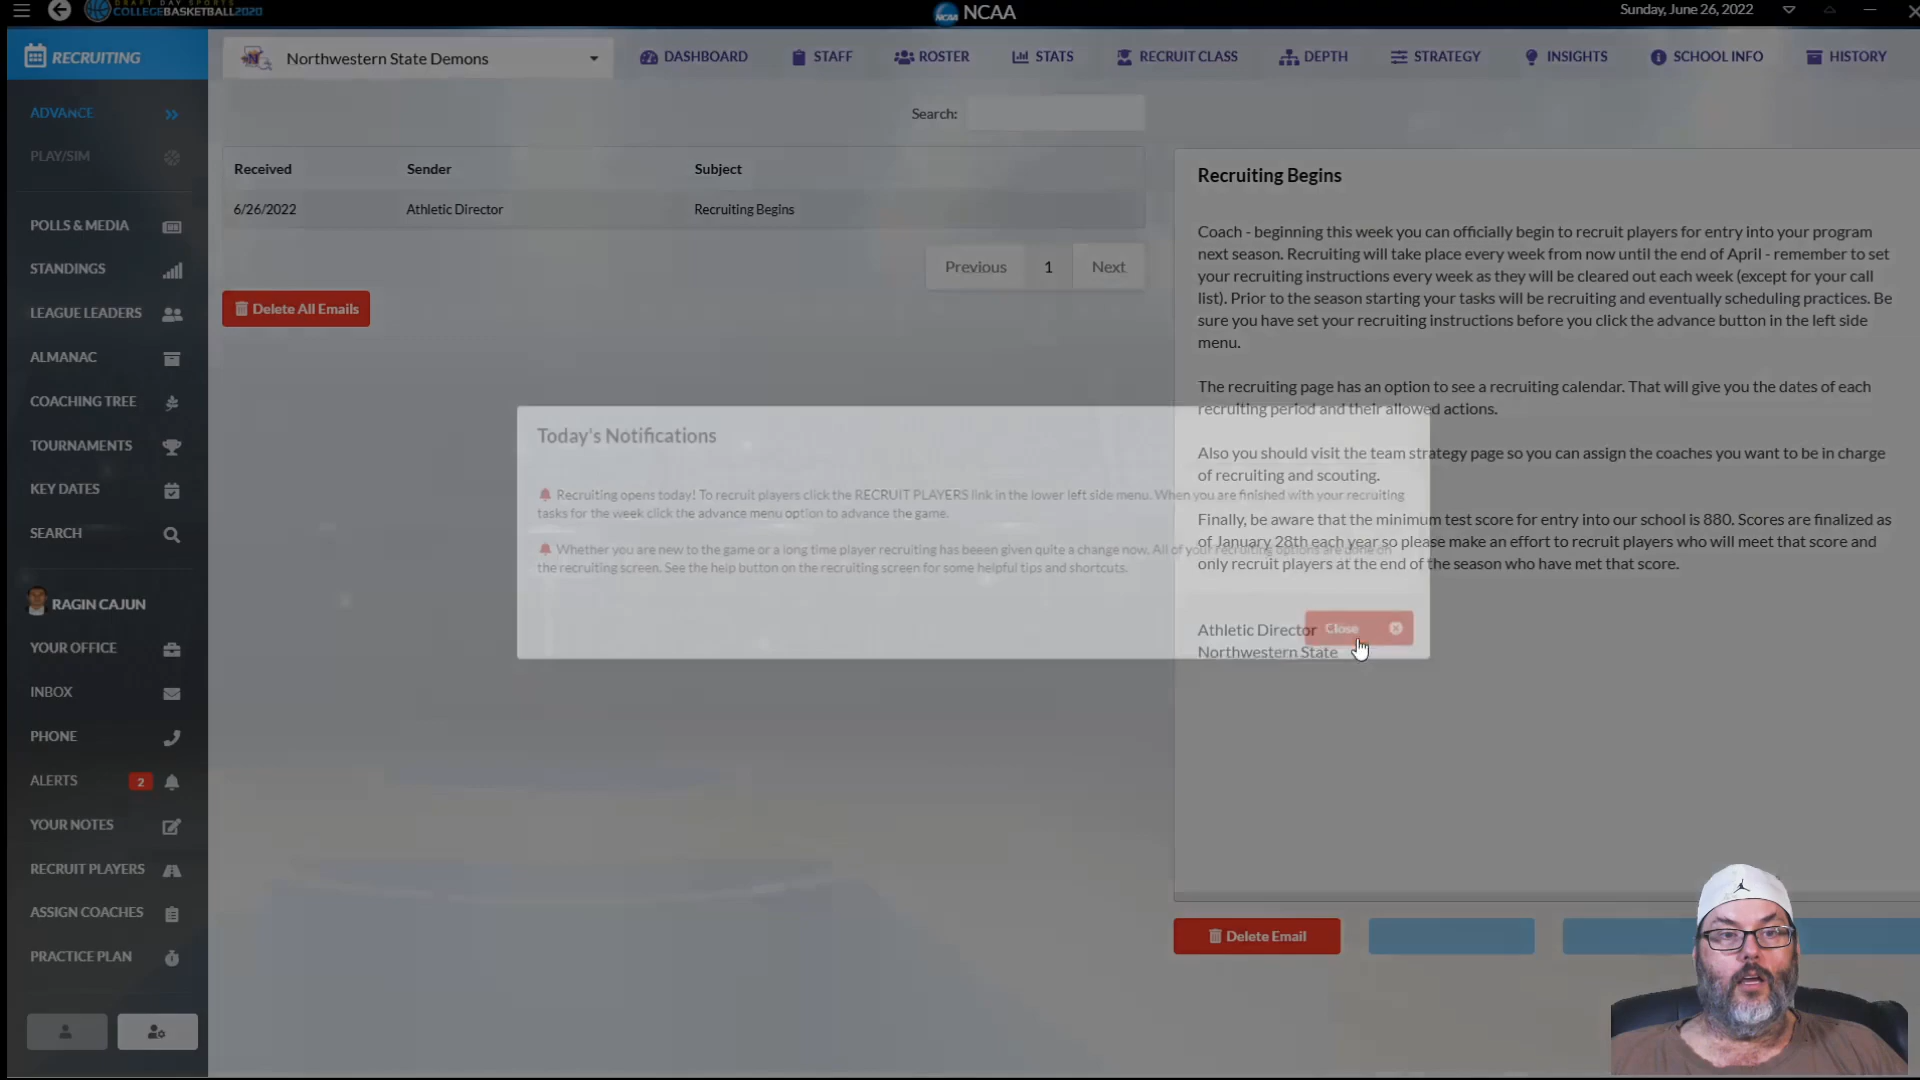 DRAFT DAY SPORTS
COLLEGEBASKETBALL2020
NCAA
Sunday, June 26, 2022
RECRUITING
Northwestern State Demons
DASHBOARD
STAFF
ROSTER
STATS
RECRUIT CLASS
DEPTH
STRATEGY
INSIGHTS
SCHOOL INFO
HISTORY
ADVANCE
PLAY/SIM
POLLS & MEDIA
STANDINGS
LEAGUE LEADERS
ALMANAC
COACHING TREE
TOURNAMENTS
KEY DATES
SEARCH
RAGIN CAJUN
YOUR OFFICE
INBOX
PHONE
ALERTS 2
YOUR NOTES
RECRUIT PLAYERS
ASSIGN COACHES
PRACTICE PLAN
Search:
Received Sender Subject
6/26/2022 Athletic Director Recruiting Begins
Previous 1 Next
Delete All Emails
Today's Notifications
Recruiting opens today! To recruit players click the RECRUIT PLAYERS link in the lower left side menu. When you are finished with your recruiting
tasks for the week click the advance menu option to advance the game.
Whether you are new to the game or a long time player recruiting has beeen given quite a change now. All of your recruiting options are done on
the recruiting screen. See the help button on the recruiting screen for some helpful tips and shortcuts.
Close
Recruiting Begins
Coach - beginning this week you can officially begin to recruit players for entry into your program
next season. Recruiting will take place every week from now until the end of April - remember to set
your recruiting instructions every week as they will be cleared out each week (except for your call
list). Prior to the season starting your tasks will be recruiting and eventually scheduling practices. Be
sure you have set your recruiting instructions before you click the advance button in the left side
menu.
The recruiting page has an option to see a recruiting calendar. That will give you the dates of each
recruiting period and their allowed actions.
Also you should visit the team strategy page so you can assign the coaches you want to be in charge
of recruiting and scouting.
Finally, be aware that the minimum test score for entry into our school is 880. Scores are finalized as
of January 28th each year so please make an effort to recruit players who will meet that score and
only recruit players at the end of the season who have met that score.
Athletic Director
Northwestern State
Delete Email